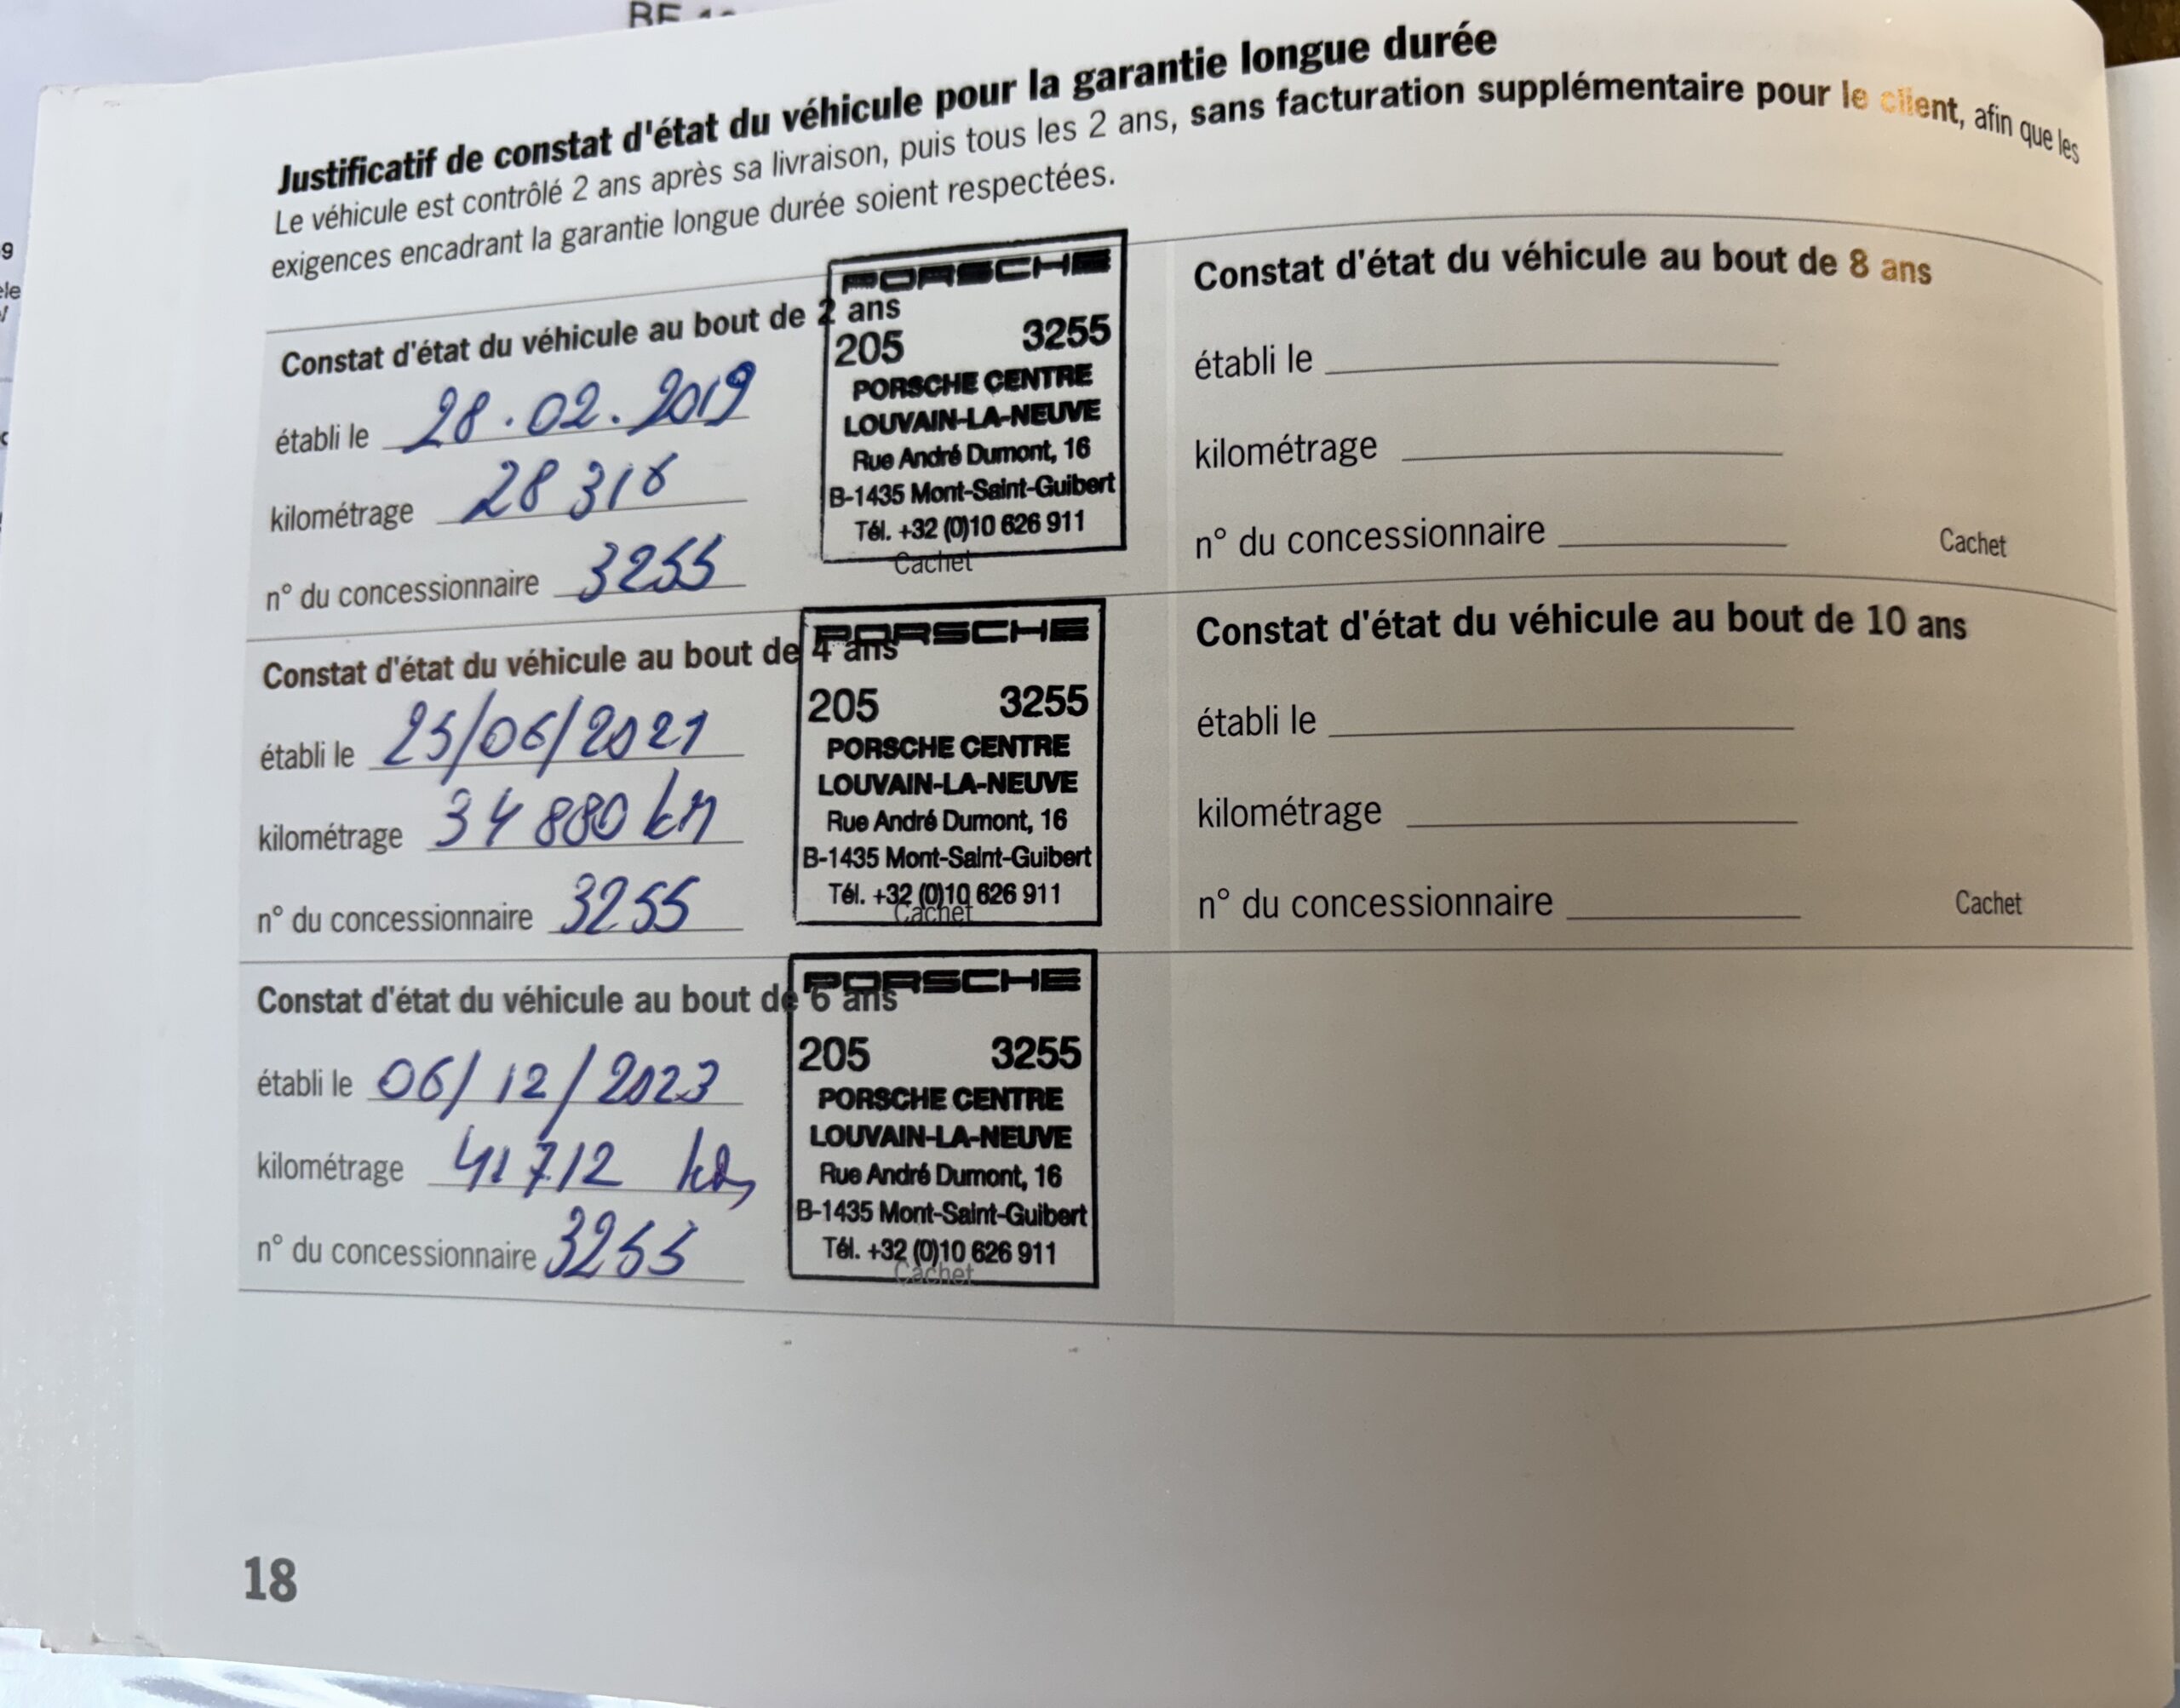 Justificatif de constat d'état du véhicule pour la garantie longue durée
Le véhicule est contrôlé 2 ans après sa livraison, puis tous les 2 ans, sans facturation supplémentaire pour le client, afin que les
exigences encadrant la garantie longue durée soient respectées.
Constat d'état du véhicule au bout de 2 ans
établi le 28.02.2019
kilométrage 28 316
n° du concessionnaire 3255
PORSCHE
205 3255
PORSCHE CENTRE
LOUVAIN-LA-NEUVE
Rue André Dumont, 16
B-1435 Mont-Saint-Guibert
Tél. +32 (0)10 626 911
Cachet
Constat d'état du véhicule au bout de 4 ans
établi le 25/06/2021
kilométrage 34 880 km
n° du concessionnaire 3255
PORSCHE
205 3255
PORSCHE CENTRE
LOUVAIN-LA-NEUVE
Rue André Dumont, 16
B-1435 Mont-Saint-Guibert
Tél. +32 (0)10 626 911
Cachet
Constat d'état du véhicule au bout de 6 ans
établi le 06/12/2023
kilométrage 41712 km
n° du concessionnaire 3255
PORSCHE
205 3255
PORSCHE CENTRE
LOUVAIN-LA-NEUVE
Rue André Dumont, 16
B-1435 Mont-Saint-Guibert
Tél. +32 (0)10 626 911
Cachet
Constat d'état du véhicule au bout de 8 ans
établi le
kilométrage
n° du concessionnaire
Cachet
Constat d'état du véhicule au bout de 10 ans
établi le
kilométrage
n° du concessionnaire
Cachet
18